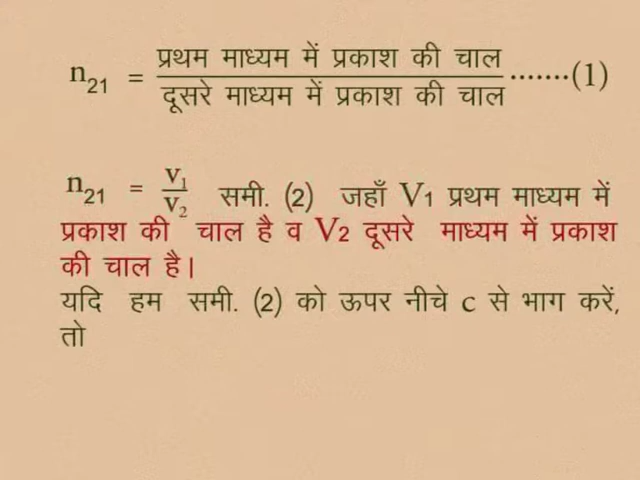 n21 = प्रथम माध्यम में प्रकाश की चाल / दूसरे माध्यम में प्रकाश की चाल .......(1)
n21 = v1/v2 समी. (2) जहाँ V1 प्रथम माध्यम में
प्रकाश की चाल है व V2 दूसरे माध्यम में प्रकाश
की चाल है।
यदि हम समी. (2) को ऊपर नीचे c से भाग करें,
तो